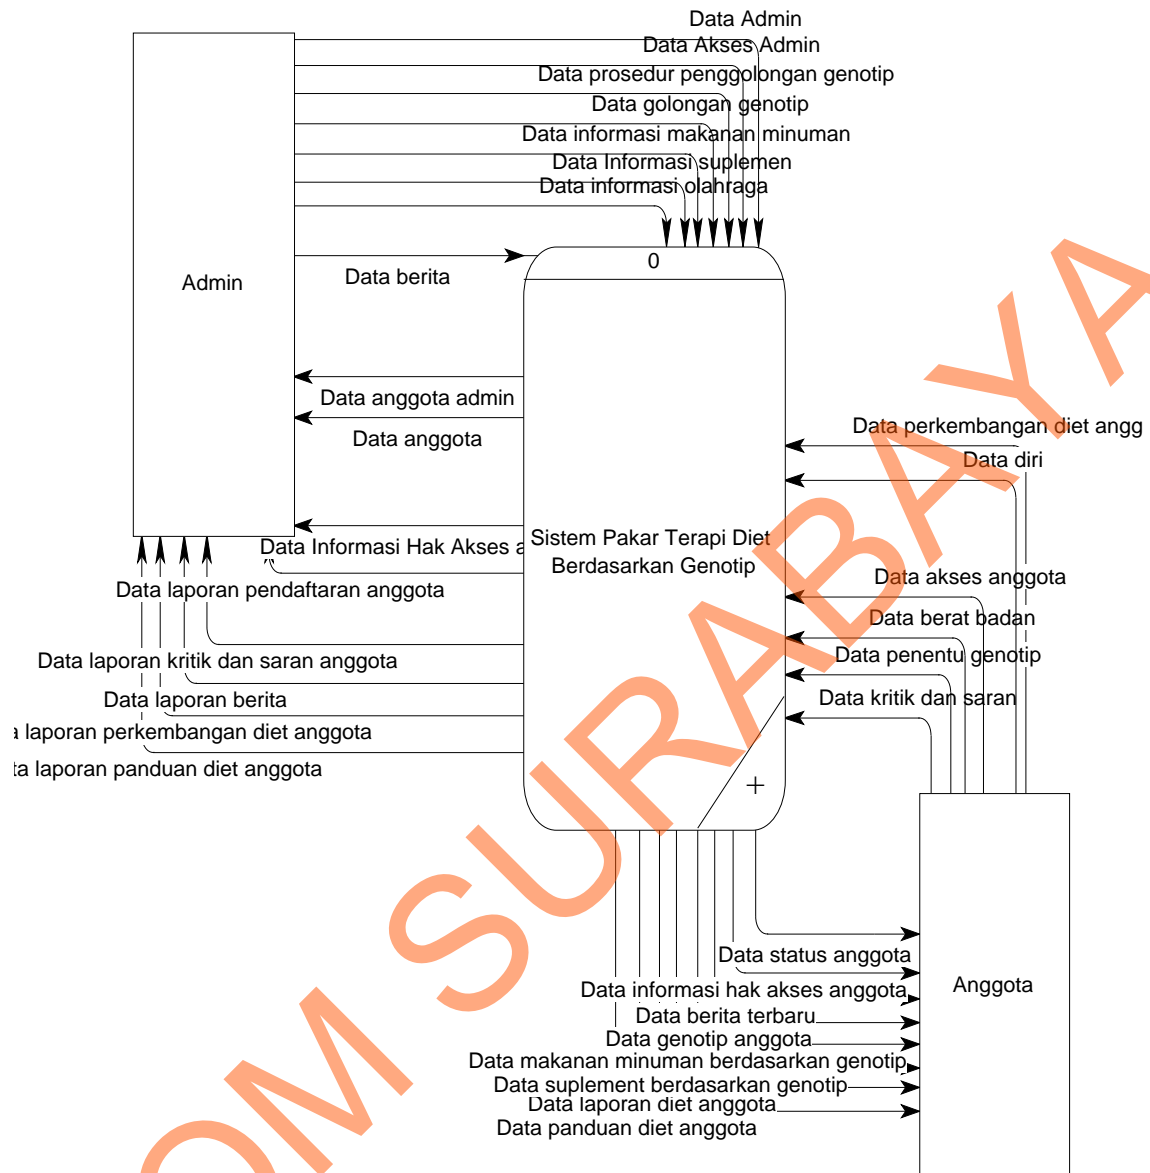 Data Admin
Data Akses Admin
Data prosedur penggolongan genotip
Data golongan genotip
Data informasi makanan minuman
Data Informasi suplemen
Data informasi olahraga
0
Data berita
Admin
Data anggota admin
Data anggota
Data perkembangan diet angg
Data diri
Sistem Pakar Terapi Diet
Berdasarkan Genotip
Data Informasi Hak Akses a
Data akses anggota
Data laporan pendaftaran anggota
Data berat badan
Data penentu genotip
Data laporan kritik dan saran anggota
Data kritik dan saran
Data laporan berita
laporan perkembangan diet anggota
ta laporan panduan diet anggota
+
Data status anggota
Anggota
Data informasi hak akses anggota
Data berita terbaru
Data genotip anggota
Data makanan minuman berdasarkan genotip
Data suplement berdasarkan genotip
Data laporan diet anggota
Data panduan diet anggota
OM SURABAYA